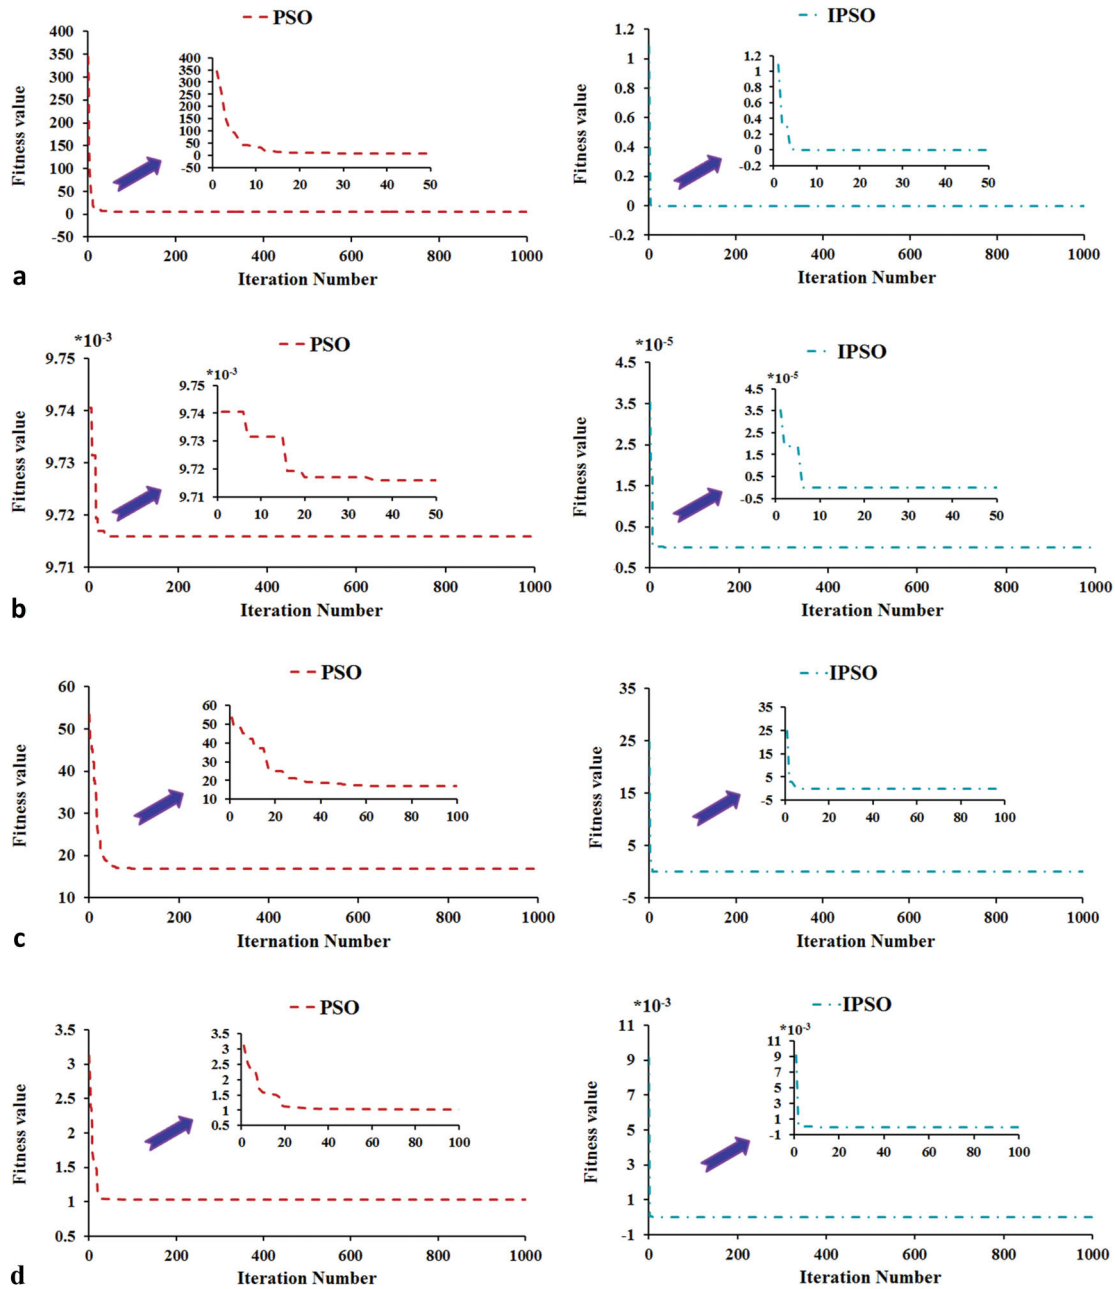 PSO
400
350
300
250
200
150
100
50
0
-50
Fitness value
400
350
300
250
200
150
100
50
0
-50
0 10 20 30 40 50
0 200 400 600 800 1000
Iteration Number
IPSO
1.2
1
0.8
0.6
0.4
0.2
0
-0.2
Fitness value
1.2
1
0.8
0.6
0.4
0.2
0
-0.2
0 10 20 30 40 50
0 200 400 600 800 1000
Iteration Number
a
*10-3
PSO
9.75
9.74
9.73
9.72
9.71
Fitness value
*10-3
9.75
9.74
9.73
9.72
9.71
0 10 20 30 40 50
0 200 400 600 800 1000
Iteration Number
*10-5
IPSO
4.5
3.5
2.5
1.5
0.5
-0.5
Fitness value
*10-5
4.5
3.5
2.5
1.5
0.5
-0.5
0 10 20 30 40 50
0 200 400 600 800 1000
Iteration Number
b
PSO
60
50
40
30
20
10
Fitness value
60
50
40
30
20
10
0 20 40 60 80 100
0 200 400 600 800 1000
Iternation Number
IPSO
35
25
15
5
-5
Fitness value
35
25
15
5
-5
0 20 40 60 80 100
0 200 400 600 800 1000
Iteration Number
c
PSO
3.5
3
2.5
2
1.5
1
0.5
Fitness value
3.5
3
2.5
2
1.5
1
0.5
0 20 40 60 80 100
0 200 400 600 800 1000
Iteration Number
*10-3
IPSO
11
9
7
5
3
1
-1
Fitness value
*10-3
11
9
7
5
3
1
-1
0 20 40 60 80 100
0 200 400 600 800 1000
Iteration Number
d